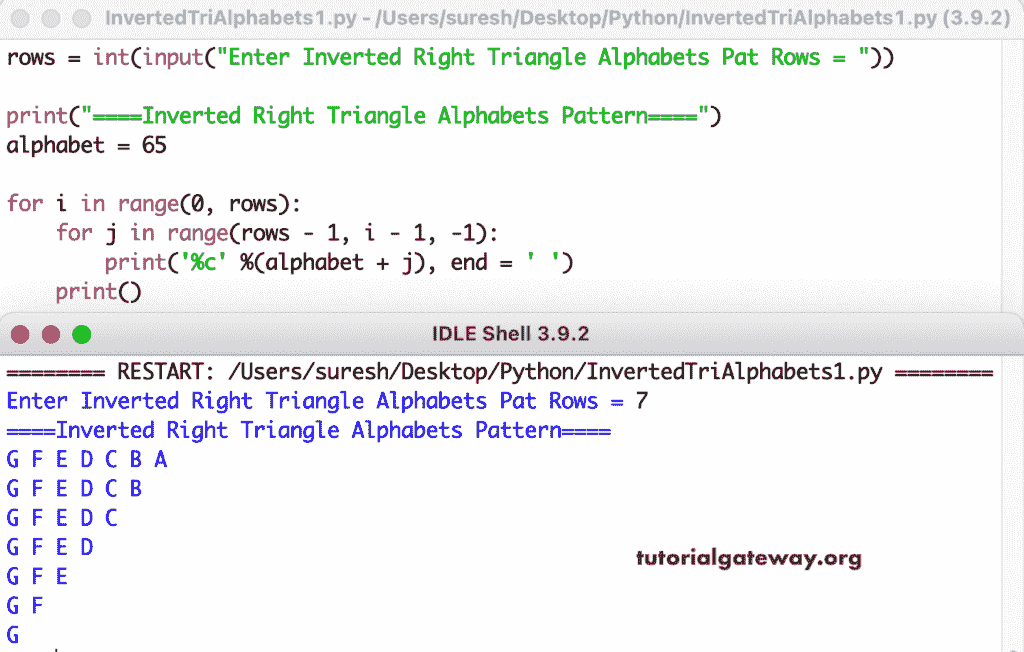 InvertedTriAlphabets1.py - /Users/suresh/Desktop/Python/InvertedTriAlphabets1.py (3.9.2)
rows = int(input("Enter Inverted Right Triangle Alphabets Pat Rows = "))
print("====Inverted Right Triangle Alphabets Pattern====")
alphabet = 65
for i in range(0, rows):
    for j in range(rows - 1, i - 1, -1):
        print('%c' %(alphabet + j), end = ' ')
    print()
IDLE Shell 3.9.2
======== RESTART: /Users/suresh/Desktop/Python/InvertedTriAlphabets1.py ========
Enter Inverted Right Triangle Alphabets Pat Rows = 7
====Inverted Right Triangle Alphabets Pattern====
G F E D C B A
G F E D C B
G F E D C
G F E D
G F E
G F
G
tutorialgateway.org